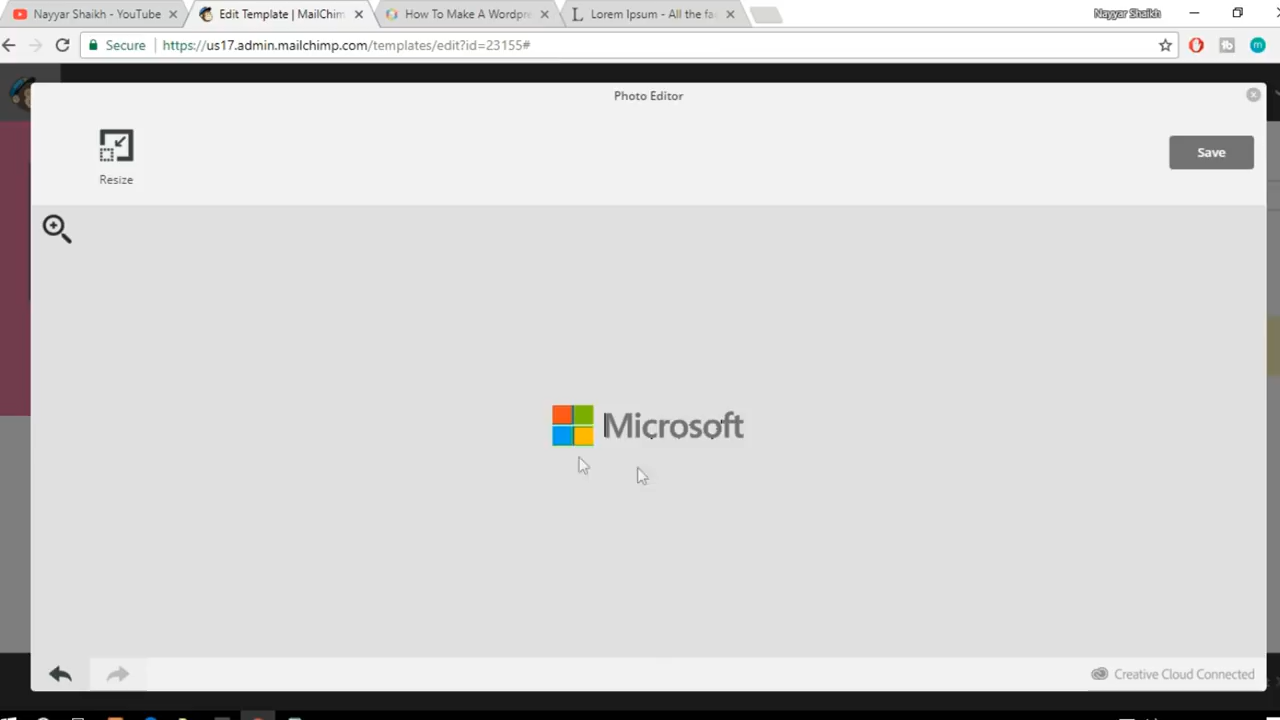 Nayyar Shaikh - YouTube
Edit Template | MailChim
How To Make A Wordpre
Lorem Ipsum - All the fa
Nayyar Shaikh
Secure
https://us17.admin.mailchimp.com/templates/edit?id=23155#
m
Photo Editor
Resize
Save
Microsoft
Creative Cloud Connected